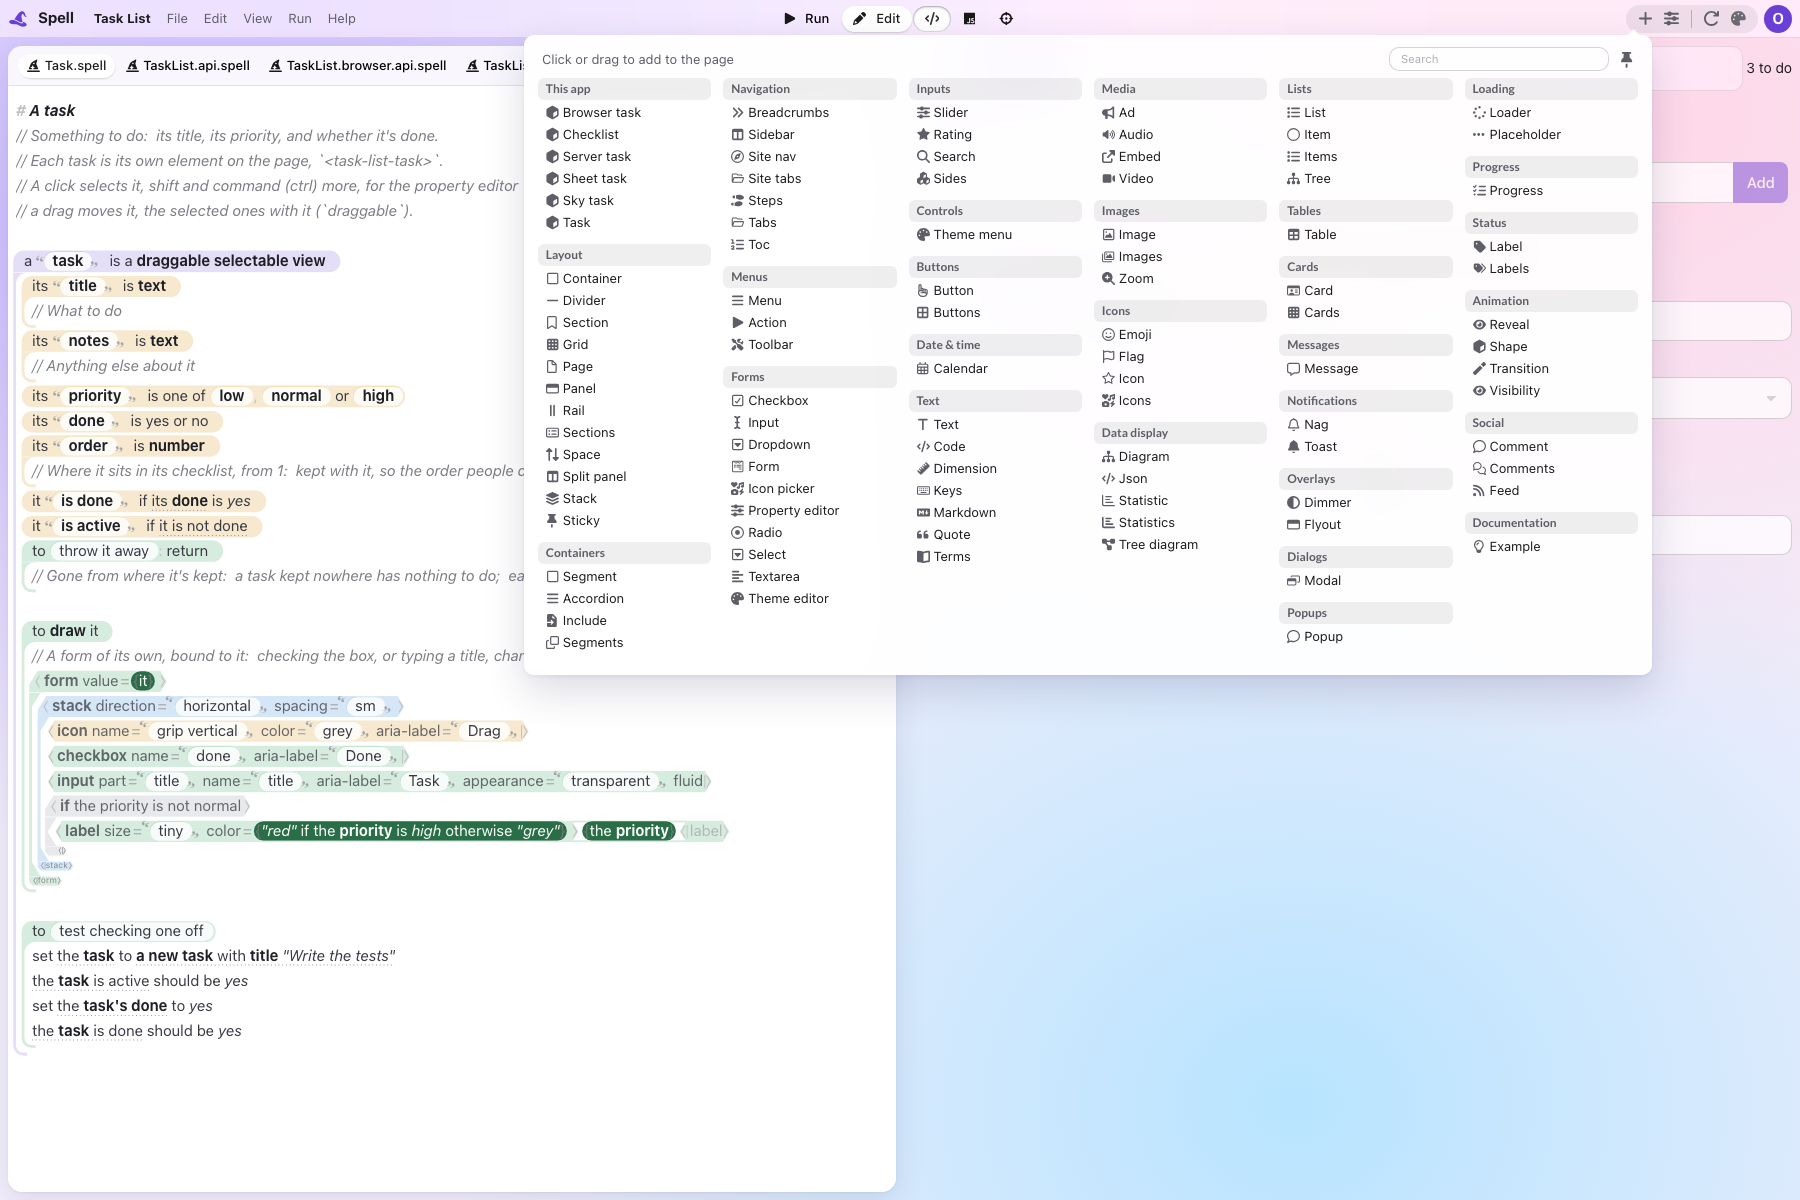 Spell Task List File Edit View Run Help Run Edit </> JS O
Task.spell TaskList.api.spell TaskList.browser.api.spell TaskLi
3 to do
Add
# A task
// Something to do: its title, its priority, and whether it's done.
// Each task is its own element on the page, `<task-list-task>`.
// A click selects it, shift and command (ctrl) more, for the property editor
// a drag moves it, the selected ones with it (`draggable`).
a “ task „ is a draggable selectable view
its “ title „ is text
// What to do
its “ notes „ is text
// Anything else about it
its “ priority „ is one of low, normal or high
its “ done „ is yes or no
its “ order „ is number
// Where it sits in its checklist, from 1: kept with it, so the order people
it “ is done „ if its done is yes
it “ is active „ if it is not done
to throw it away : return
// Gone from where it's kept: a task kept nowhere has nothing to do; ea
to draw it
// A form of its own, bound to it: checking the box, or typing a title, char
form value= it
stack direction=“ horizontal „ spacing=“ sm „
icon name=“ grip vertical „ color=“ grey „ aria-label=“ Drag „
checkbox name=“ done „ aria-label=“ Done „
input part=“ title „ name=“ title „ aria-label=“ Task „ appearance=“ transparent „ fluid
if the priority is not normal
label size=“ tiny „ color= "red" if the priority is high otherwise "grey" the priority label
stack
form
to test checking one off
set the task to a new task with title "Write the tests"
the task is active should be yes
set the task's done to yes
the task is done should be yes
Click or drag to add to the page
Search
This app
Browser task
Checklist
Server task
Sheet task
Sky task
Task
Layout
Container
Divider
Section
Grid
Page
Panel
Rail
Sections
Space
Split panel
Stack
Sticky
Containers
Segment
Accordion
Include
Segments
Navigation
Breadcrumbs
Sidebar
Site nav
Site tabs
Steps
Tabs
Toc
Menus
Menu
Action
Toolbar
Forms
Checkbox
Input
Dropdown
Form
Icon picker
Property editor
Radio
Select
Textarea
Theme editor
Inputs
Slider
Rating
Search
Sides
Controls
Theme menu
Buttons
Button
Buttons
Date & time
Calendar
Text
Text
Code
Dimension
Keys
Markdown
Quote
Terms
Media
Ad
Audio
Embed
Video
Images
Image
Images
Zoom
Icons
Emoji
Flag
Icon
Icons
Data display
Diagram
Json
Statistic
Statistics
Tree diagram
Lists
List
Item
Items
Tree
Tables
Table
Cards
Card
Cards
Messages
Message
Notifications
Nag
Toast
Overlays
Dimmer
Flyout
Dialogs
Modal
Popups
Popup
Loading
Loader
Placeholder
Progress
Progress
Status
Label
Labels
Animation
Reveal
Shape
Transition
Visibility
Social
Comment
Comments
Feed
Documentation
Example